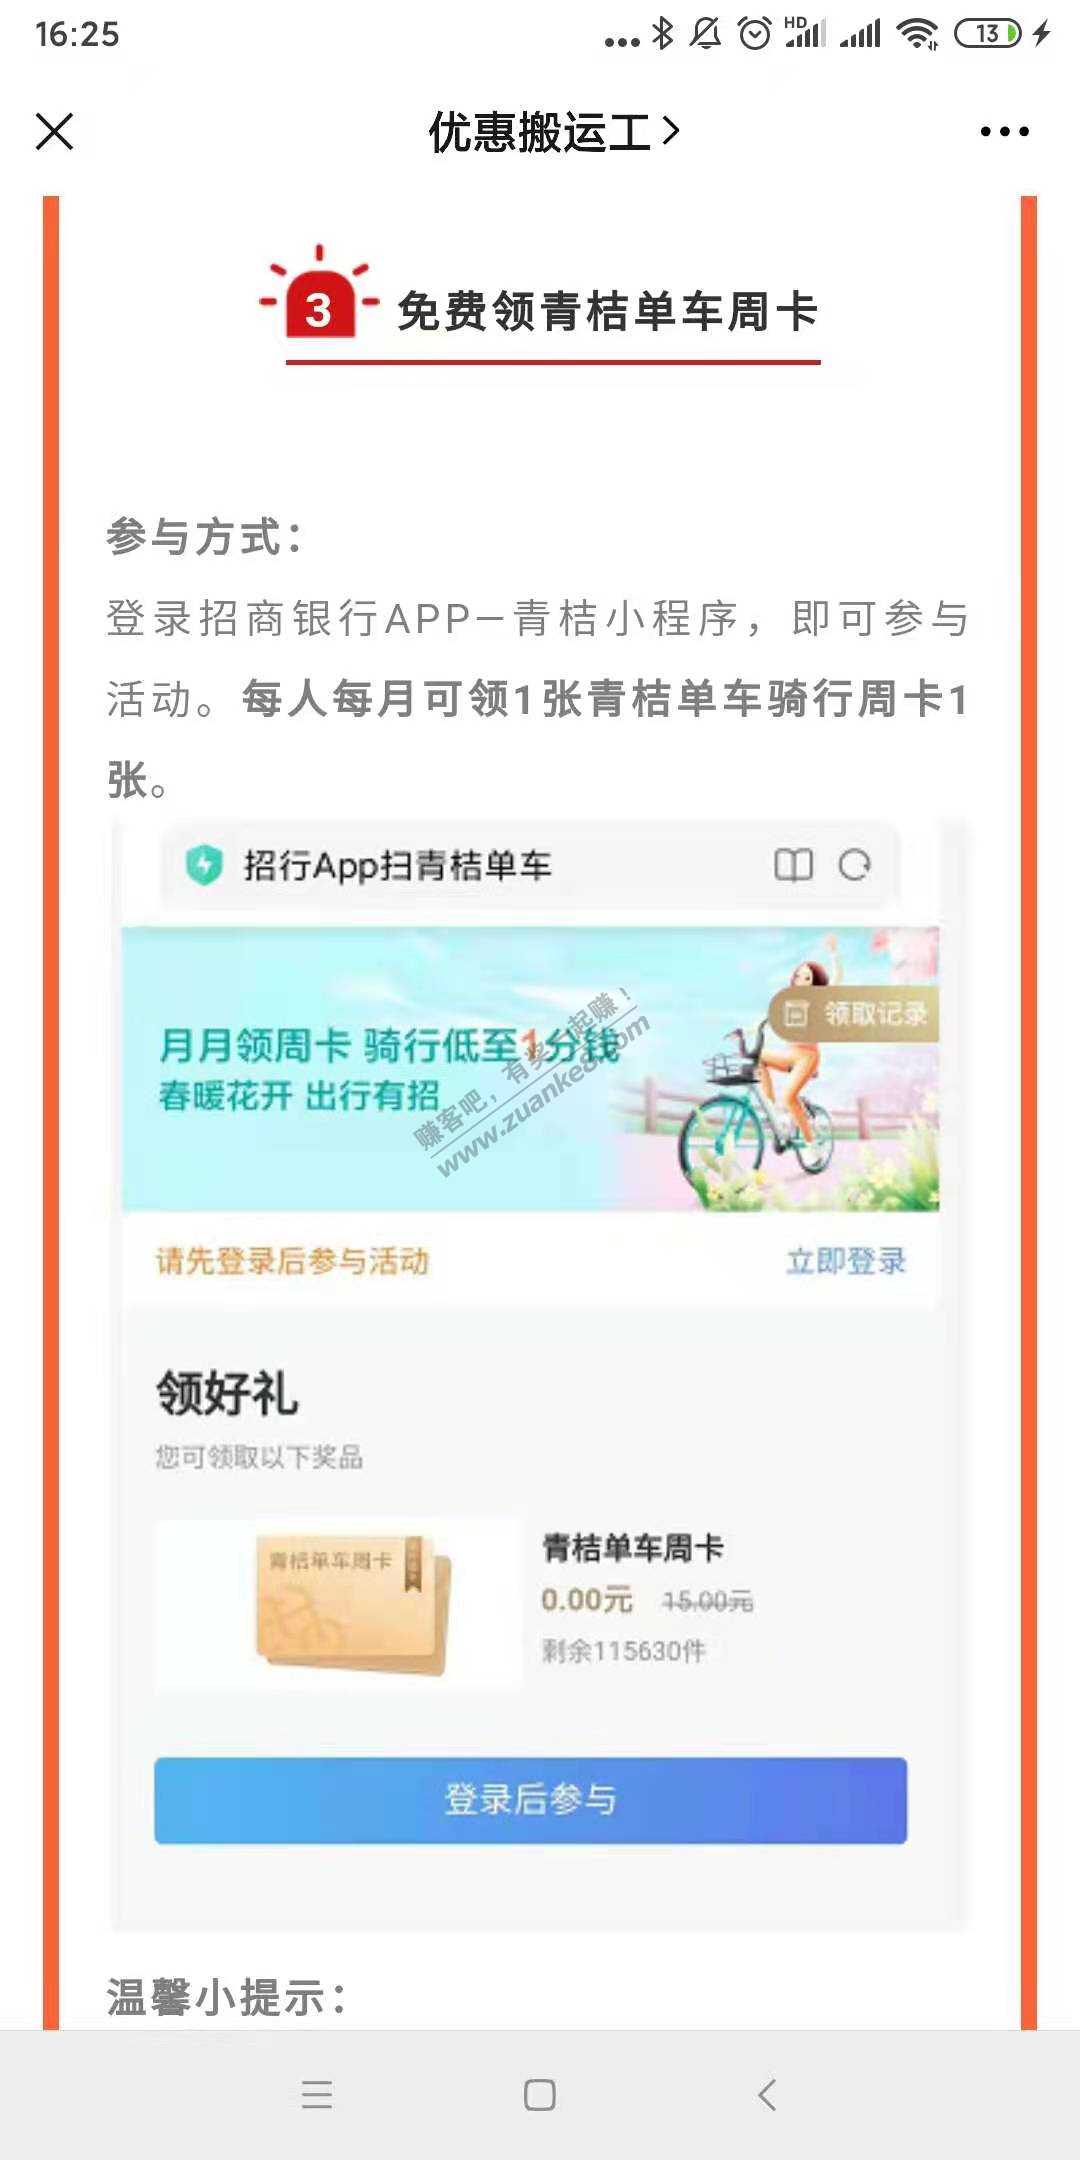 16:25
HD
13
优惠搬运工
3
免费领青桔单车周卡
参与方式：
登录招商银行APP—青桔小程序，即可参与
活动。每人每月可领1张青桔单车骑行周卡1
张。
招行App扫青桔单车
领取记录
月月领周卡 骑行低至1分钱
春暖花开 出行有招
赚客吧，有奖一起赚！
www.zuanke8.com
请先登录后参与活动
立即登录
领好礼
您可领取以下奖品
青桔单车周卡
青桔单车周卡
0.00元 15.00元
剩余115630件
登录后参与
温馨小提示：